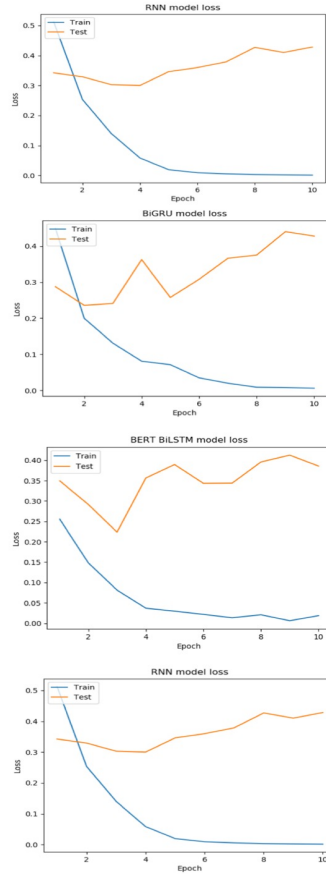 RNN model loss
Train
Test
0.5
0.4
0.3
0.2
0.1
0.0
Loss
2 4 6 8 10
Epoch
BiGRU model loss
Train
Test
0.4
0.3
0.2
0.1
0.0
Loss
2 4 6 8 10
Epoch
BERT BiLSTM model loss
Train
Test
0.40
0.35
0.30
0.25
0.20
0.15
0.10
0.05
0.00
Loss
2 4 6 8 10
Epoch
RNN model loss
Train
Test
0.5
0.4
0.3
0.2
0.1
0.0
Loss
2 4 6 8 10
Epoch